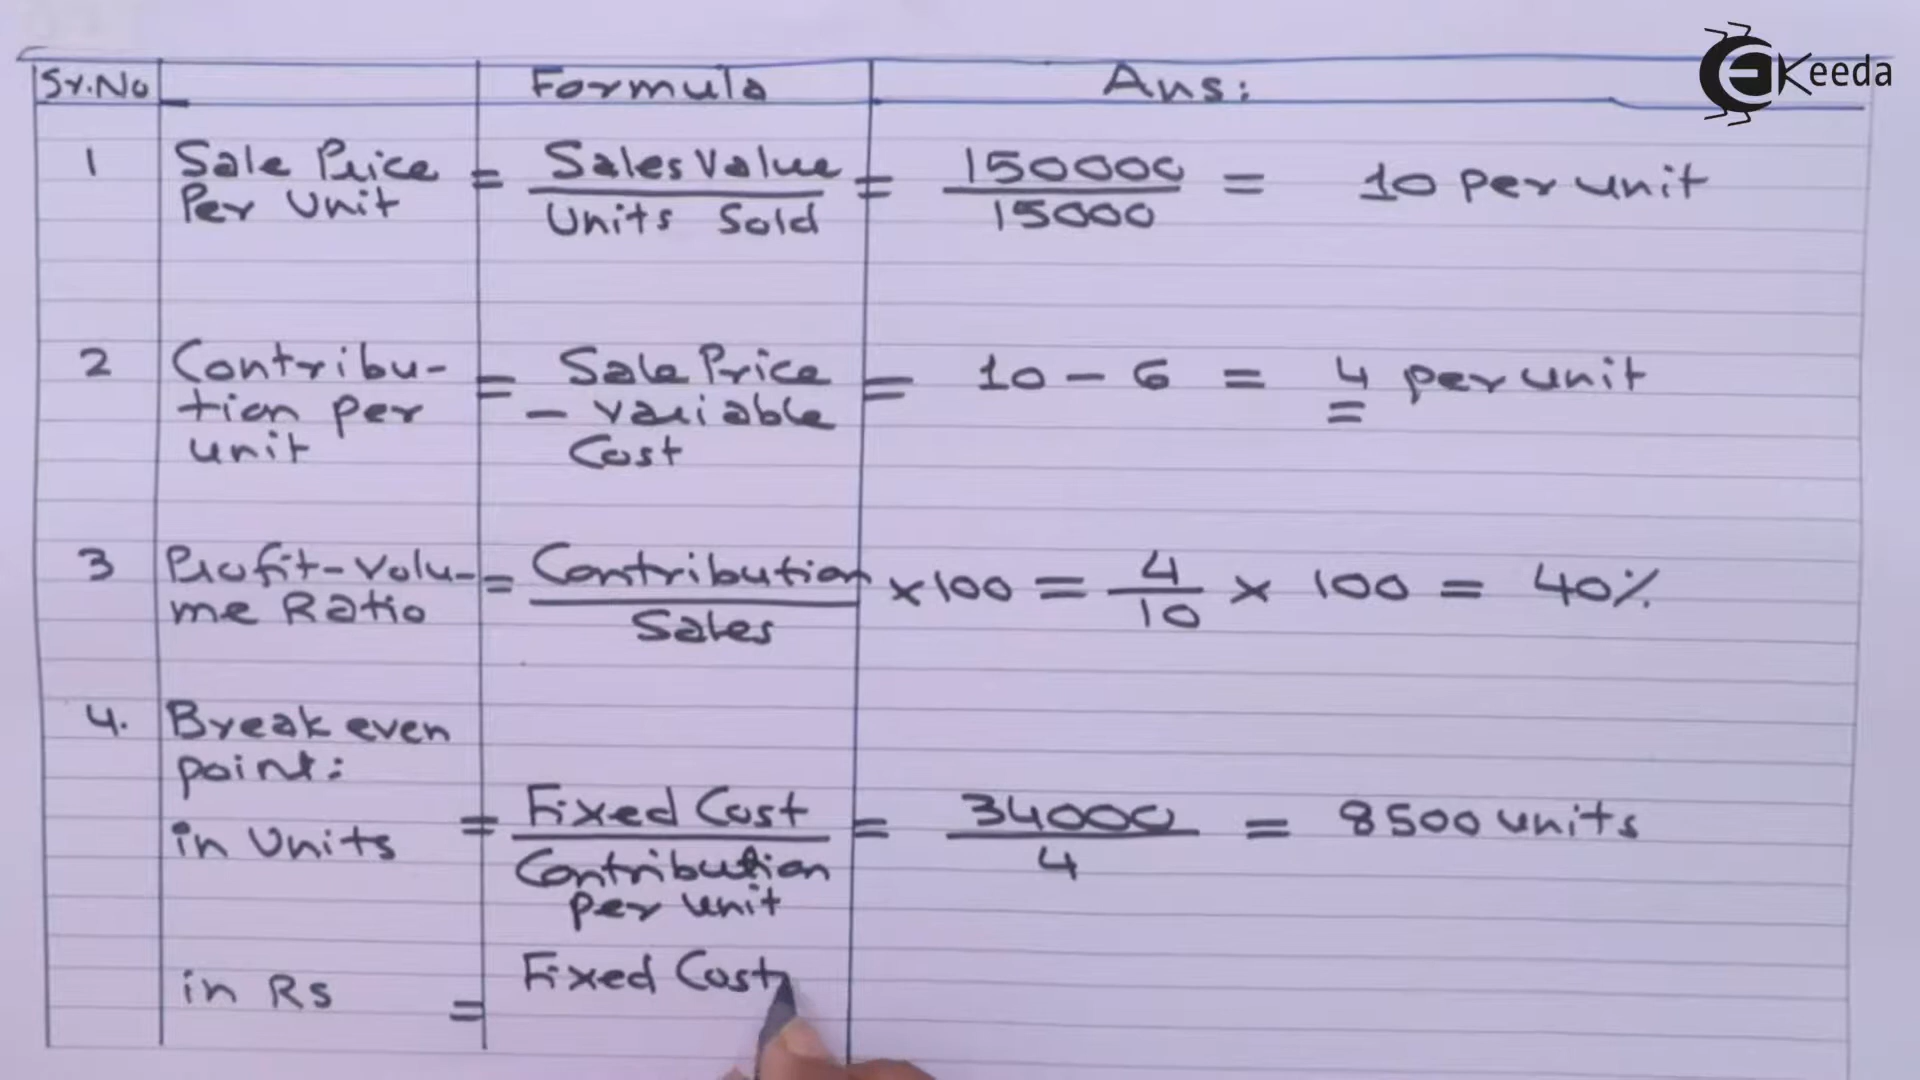 EKeeda
Sr.No Formula Ans:
1 Sale Price = Sales Value = 150000 = 10 per unit
Per Unit Units Sold 15000
2 Contribu- = Sale Price = 10 - 6 = 4 per unit
tion per - variable
unit Cost
3 Profit-Volu- = Contribution × 100 = 4 × 100 = 40%
me Ratio Sales 10
4. Break even
point:
in Units = Fixed Cost = 34000 = 8500 units
Contribution 4
per unit
in Rs = Fixed Cost